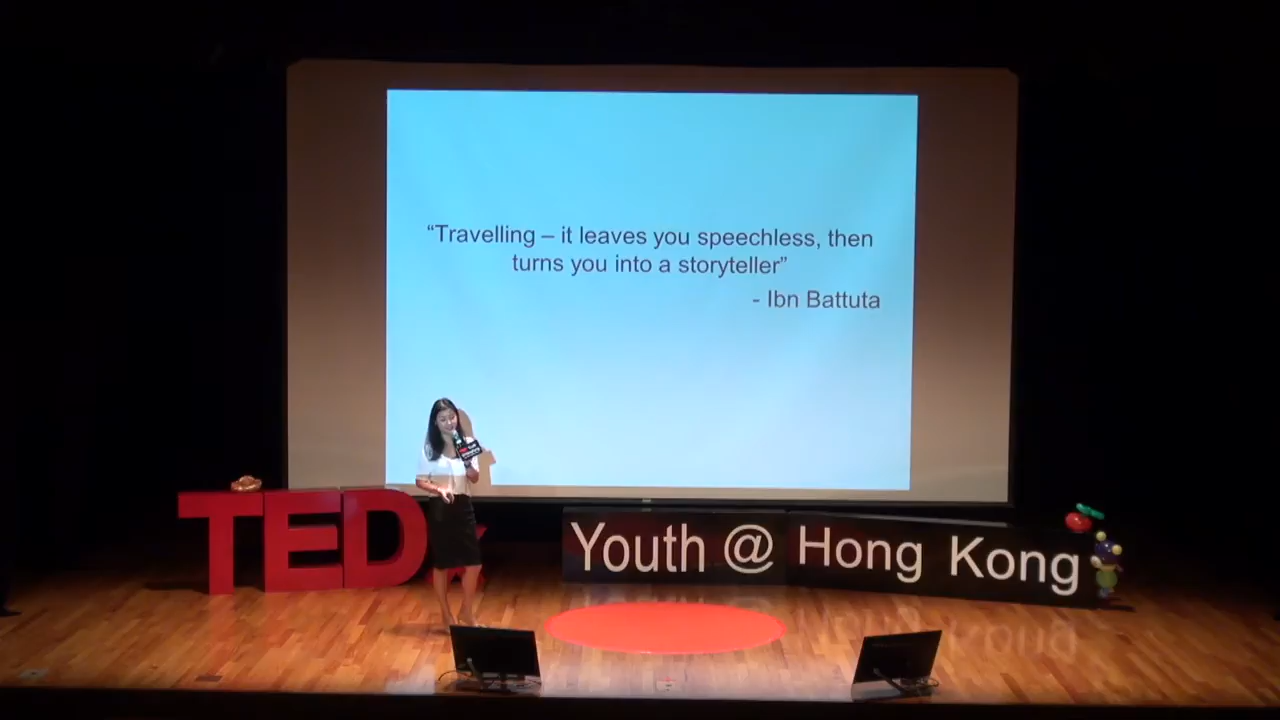 “Travelling – it leaves you speechless, then
turns you into a storyteller”
- Ibn Battuta
TEDx
Youth @ Hong Kong